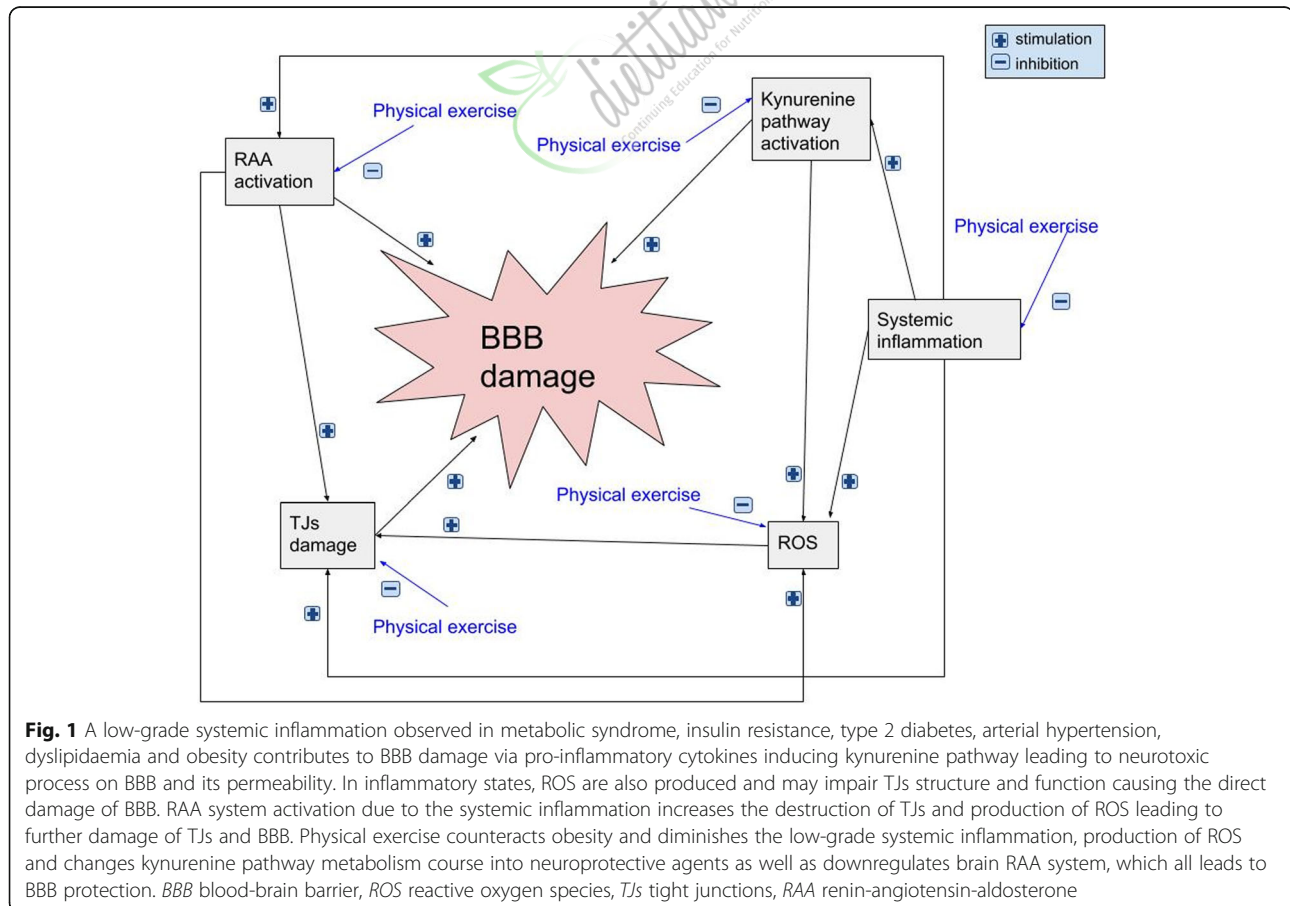 dietitian
Continuing Education for Nutrition
stimulation
inhibition
Physical exercise
Physical exercise
Kynurenine
pathway
activation
RAA
activation
Physical exercise
Systemic
inflammation
BBB
damage
Physical exercise
TJs
damage
ROS
Physical exercise
Fig. 1 A low-grade systemic inflammation observed in metabolic syndrome, insulin resistance, type 2 diabetes, arterial hypertension,
dyslipidaemia and obesity contributes to BBB damage via pro-inflammatory cytokines inducing kynurenine pathway leading to neurotoxic
process on BBB and its permeability. In inflammatory states, ROS are also produced and may impair TJs structure and function causing the direct
damage of BBB. RAA system activation due to the systemic inflammation increases the destruction of TJs and production of ROS leading to
further damage of TJs and BBB. Physical exercise counteracts obesity and diminishes the low-grade systemic inflammation, production of ROS
and changes kynurenine pathway metabolism course into neuroprotective agents as well as downregulates brain RAA system, which all leads to
BBB protection. BBB blood-brain barrier, ROS reactive oxygen species, TJs tight junctions, RAA renin-angiotensin-aldosterone